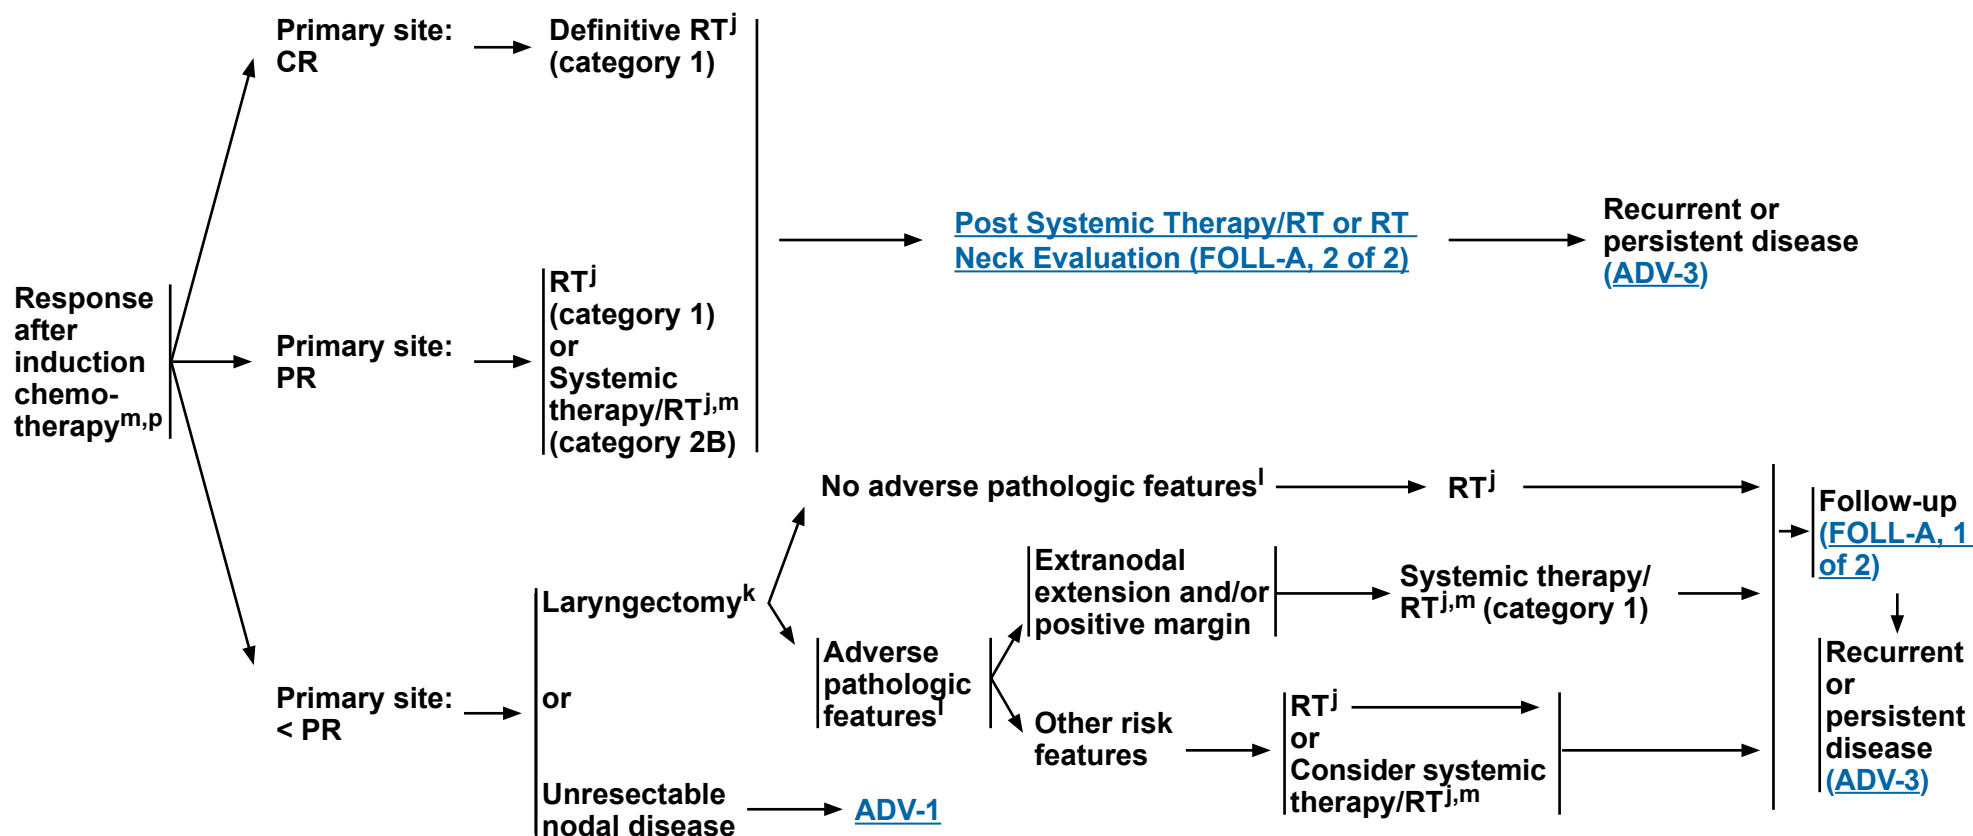 Response
after
induction
chemo-
therapym,p
Primary site:
CR
Definitive RTj
(category 1)
Primary site:
PR
RTj
(category 1)
or
Systemic
therapy/RTj,m
(category 2B)
Post Systemic Therapy/RT or RT
Neck Evaluation (FOLL-A, 2 of 2)
Recurrent or
persistent disease
(ADV-3)
Primary site:
< PR
Laryngectomyk
or
Unresectable
nodal disease
ADV-1
No adverse pathologic featuresl
RTj
Adverse
pathologic
featuresl
Extranodal
extension and/or
positive margin
Systemic therapy/
RTj,m (category 1)
Other risk
features
RTj
or
Consider systemic
therapy/RTj,m
Follow-up
(FOLL-A, 1
of 2)
Recurrent
or
persistent
disease
(ADV-3)